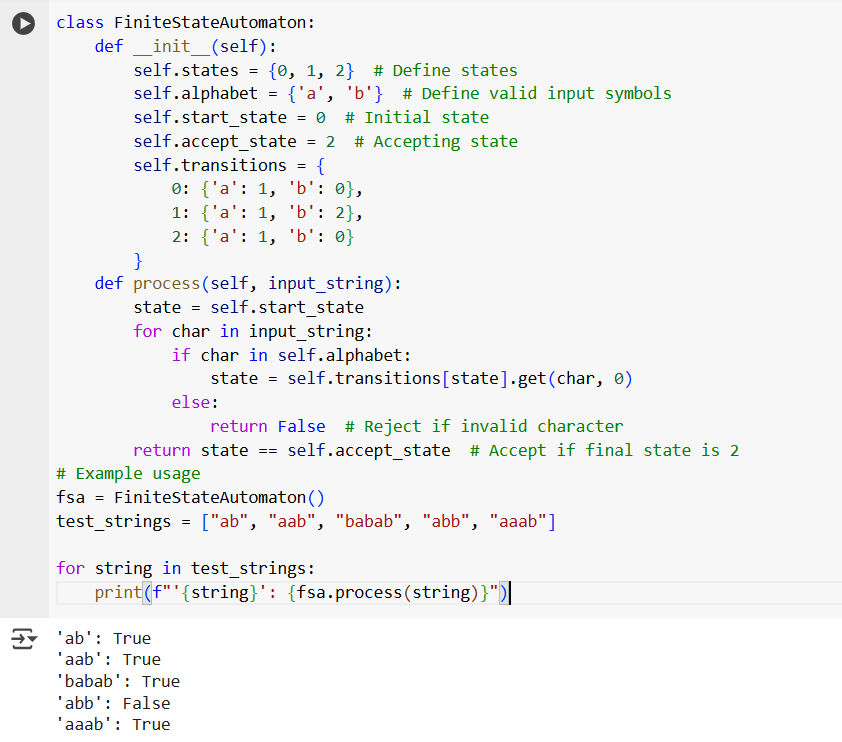 class FiniteStateAutomaton:
    def __init__(self):
        self.states = {0, 1, 2}  # Define states
        self.alphabet = {'a', 'b'}  # Define valid input symbols
        self.start_state = 0  # Initial state
        self.accept_state = 2  # Accepting state
        self.transitions = {
            0: {'a': 1, 'b': 0},
            1: {'a': 1, 'b': 2},
            2: {'a': 1, 'b': 0}
        }
    def process(self, input_string):
        state = self.start_state
        for char in input_string:
            if char in self.alphabet:
                state = self.transitions[state].get(char, 0)
            else:
                return False  # Reject if invalid character
        return state == self.accept_state  # Accept if final state is 2
# Example usage
fsa = FiniteStateAutomaton()
test_strings = ["ab", "aab", "babab", "abb", "aaab"]

for string in test_strings:
    print(f"'{string}': {fsa.process(string)}")
'ab': True
'aab': True
'babab': True
'abb': False
'aaab': True